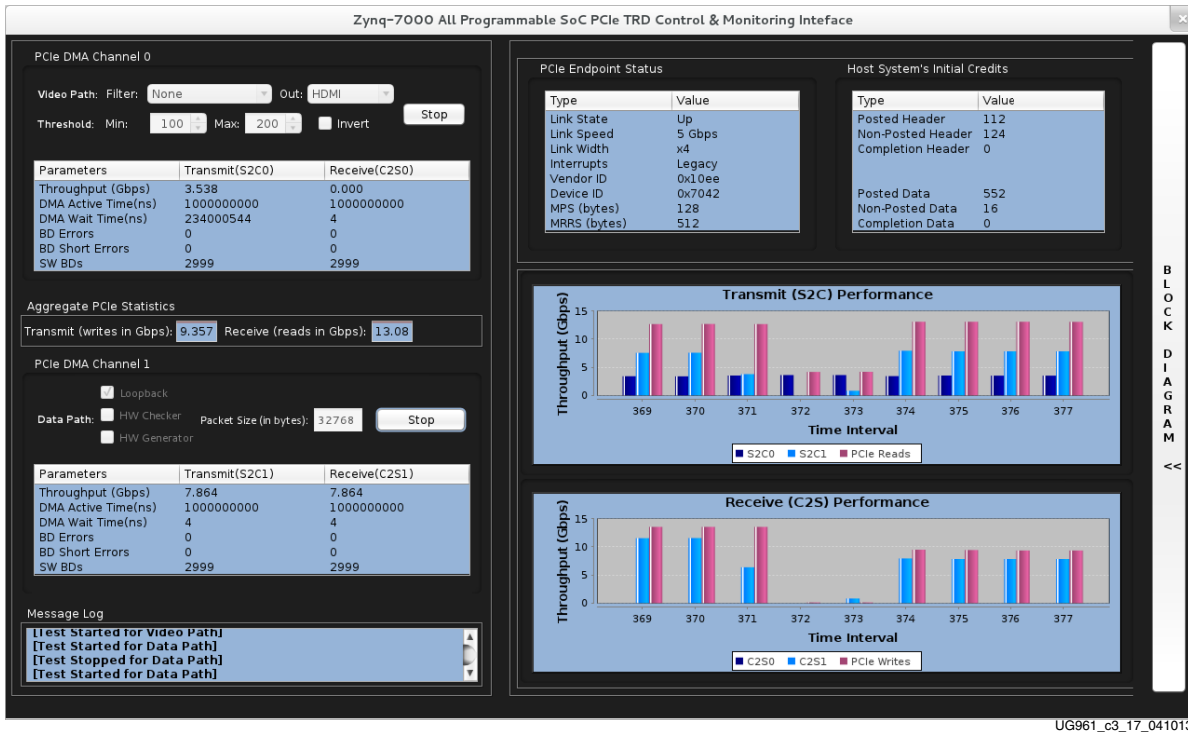 Zynq-7000 All Programmable SoC PCIe TRD Control & Monitoring Inteface
PCIe DMA Channel 0
Video Path: Filter: None Out: HDMI
Threshold: Min: 100 Max: 200 Invert
Stop
Parameters Transmit(S2C0) Receive(C2S0)
Throughput (Gbps) 3.538 0.000
DMA Active Time(ns) 1000000000 1000000000
DMA Wait Time(ns) 234000544 4
BD Errors 0 0
BD Short Errors 0 0
SW BDs 2999 2999
Aggregate PCIe Statistics
Transmit (writes in Gbps): 9.357 Receive (reads in Gbps): 13.08
PCIe DMA Channel 1
Loopback
Data Path: HW Checker Packet Size (in bytes): 32768 Stop
HW Generator
Parameters Transmit(S2C1) Receive(C2S1)
Throughput (Gbps) 7.864 7.864
DMA Active Time(ns) 1000000000 1000000000
DMA Wait Time(ns) 4 4
BD Errors 0 0
BD Short Errors 0 0
SW BDs 2999 2999
Message Log
[Test Started for Video Path]
[Test Started for Data Path]
[Test Stopped for Data Path]
[Test Started for Data Path]
PCIe Endpoint Status
Type Value
Link State Up
Link Speed 5 Gbps
Link Width x4
Interrupts Legacy
Vendor ID 0x10ee
Device ID 0x7042
MPS (bytes) 128
MRRS (bytes) 512
Host System's Initial Credits
Type Value
Posted Header 112
Non-Posted Header 124
Completion Header 0
Posted Data 552
Non-Posted Data 16
Completion Data 0
Transmit (S2C) Performance
Throughput (Gbps)
15
10
5
0
369 370 371 372 373 374 375 376 377
Time Interval
S2C0 S2C1 PCIe Reads
Receive (C2S) Performance
Throughput (Gbps)
15
10
5
0
369 370 371 372 373 374 375 376 377
Time Interval
C2S0 C2S1 PCIe Writes
BLOCK DIAGRAM <<
UG961_c3_17_041013